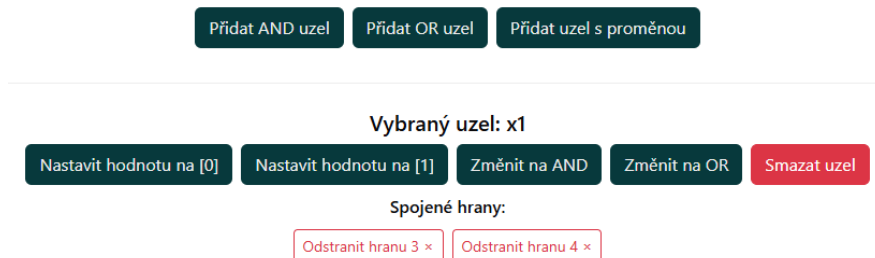 Přidat AND uzel Přidat OR uzel Přidat uzel s proměnou
Vybraný uzel: x1
Nastavit hodnotu na [0] Nastavit hodnotu na [1] Změnit na AND Změnit na OR Smazat uzel
Spojené hrany:
Odstranit hranu 3 × Odstranit hranu 4 ×